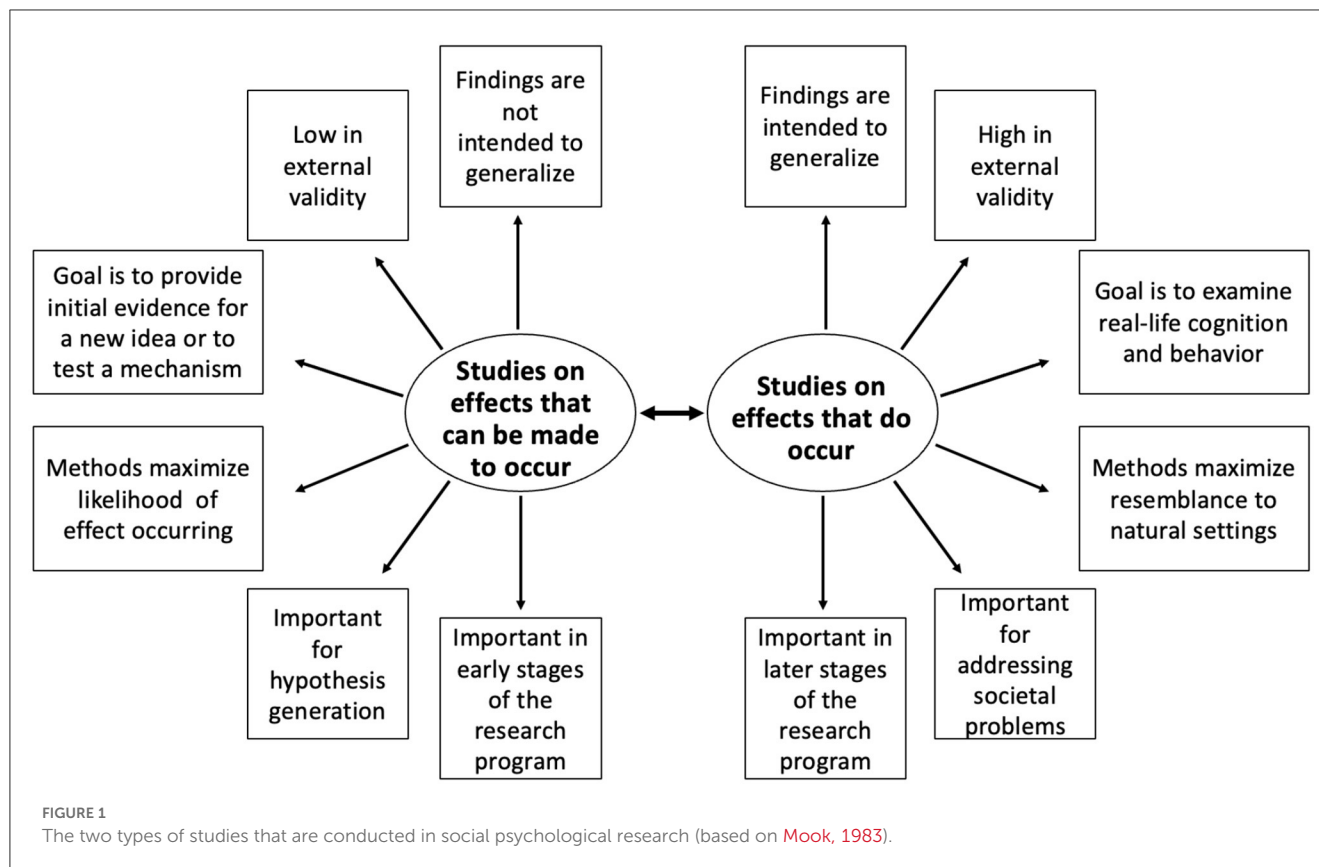 Findings are
not
intended to
generalize
Low in
external
validity
Goal is to provide
initial evidence for
a new idea or to
test a mechanism
Methods maximize
likelihood of
effect occurring
Important
for
hypothesis
generation
Important in
early stages
of the
research
program
Studies on
effects that
can be made
to occur
Studies on
effects that do
occur
Findings are
intended to
generalize
High in
external
validity
Goal is to examine
real-life cognition
and behavior
Methods maximize
resemblance to
natural settings
Important
for
addressing
societal
problems
Important in
later stages
of the
research
program
FIGURE 1
The two types of studies that are conducted in social psychological research (based on Mook, 1983).